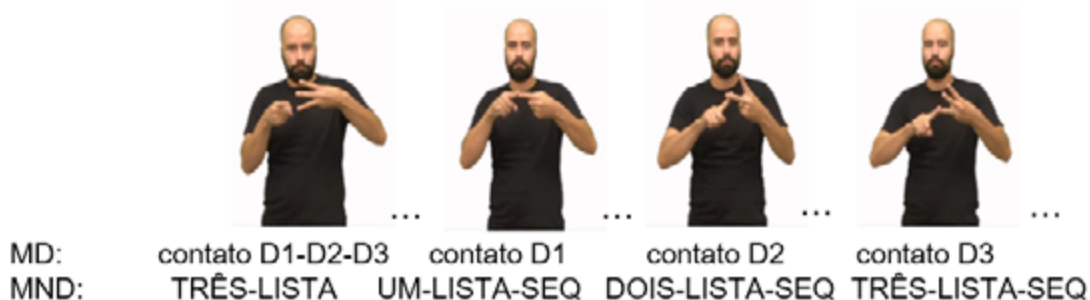 ... ... ... ...
MD: contato D1-D2-D3 contato D1 contato D2 contato D3
MND: TRÊS-LISTA UM-LISTA-SEQ DOIS-LISTA-SEQ TRÊS-LISTA-SEQ